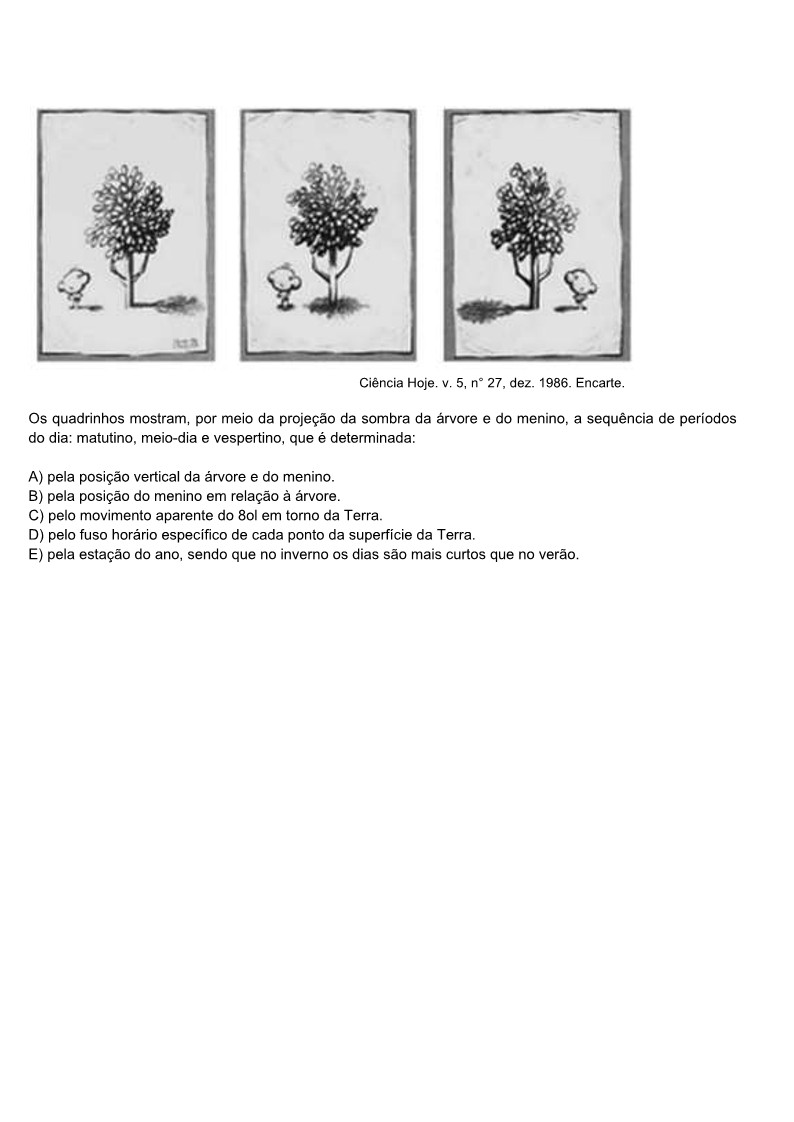 Ciência Hoje. v. 5, n° 27, dez. 1986. Encarte.
Os quadrinhos mostram, por meio da projeção da sombra da árvore e do menino, a sequência de períodos
do dia: matutino, meio-dia e vespertino, que é determinada:
A) pela posição vertical da árvore e do menino.
B) pela posição do menino em relação à árvore.
C) pelo movimento aparente do 8ol em torno da Terra.
D) pelo fuso horário específico de cada ponto da superfície da Terra.
E) pela estação do ano, sendo que no inverno os dias são mais curtos que no verão.